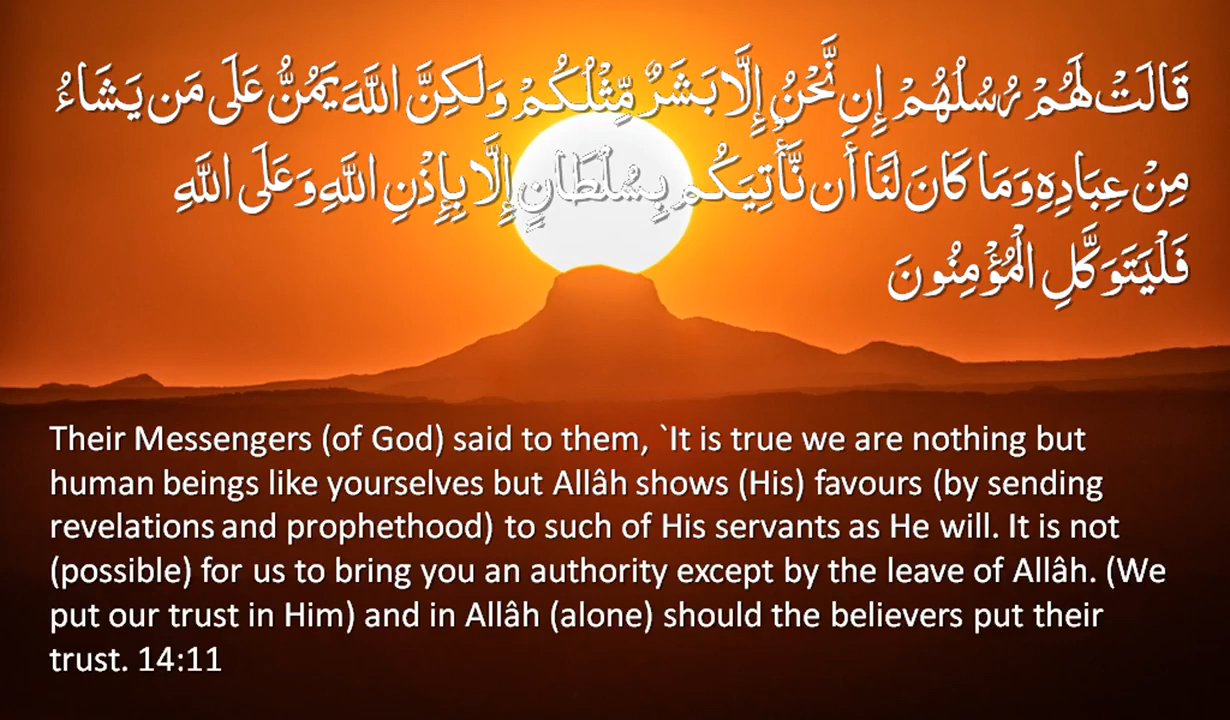 قَالَتْ لَهُمْ رُسُلُهُمْ إِن نَّحْنُ إِلَّا بَشَرٌ مِّثْلُكُمْ وَلَكِنَّ اللَّهَ يَمُنُّ عَلَى مَن يَشَاءُ
مِنْ عِبَادِهِ وَمَا كَانَ لَنَا أَن نَّأْتِيَكُم بِسُلْطَانٍ إِلَّا بِإِذْنِ اللَّهِ وَعَلَى اللَّهِ
فَلْيَتَوَكَّلِ الْمُؤْمِنُونَ
Their Messengers (of God) said to them, `It is true we are nothing but
human beings like yourselves but Allâh shows (His) favours (by sending
revelations and prophethood) to such of His servants as He will. It is not
(possible) for us to bring you an authority except by the leave of Allâh. (We
put our trust in Him) and in Allâh (alone) should the believers put their
trust. 14:11